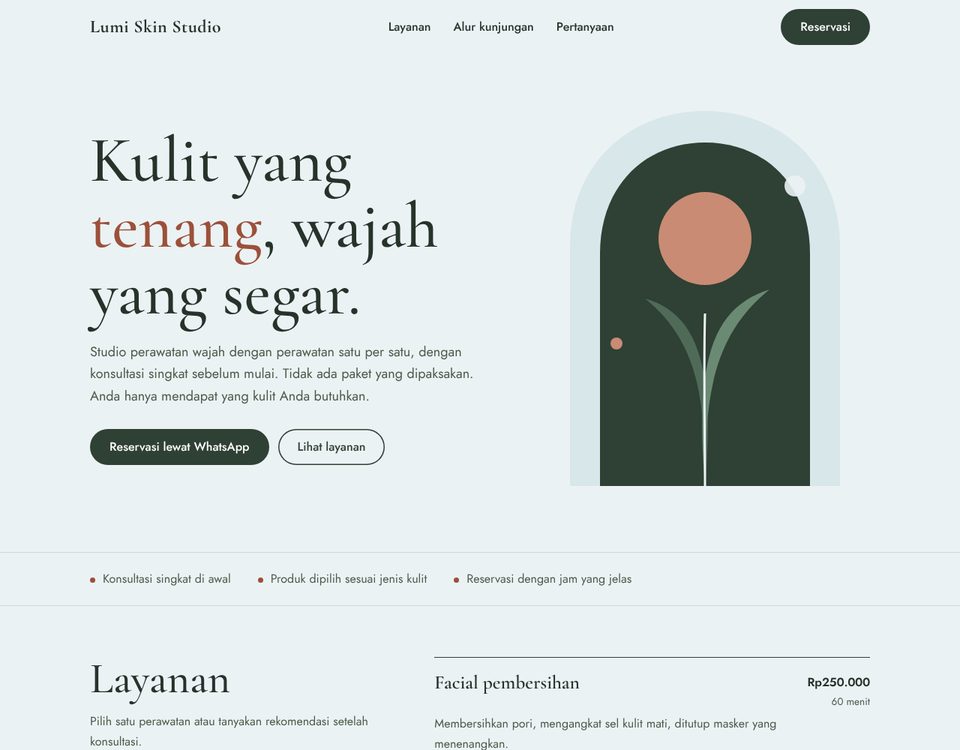 Lumi Skin Studio
Layanan
Alur kunjungan
Pertanyaan
Reservasi
Kulit yang
tenang, wajah
yang segar.
Studio perawatan wajah dengan perawatan satu per satu, dengan
konsultasi singkat sebelum mulai. Tidak ada paket yang dipaksakan.
Anda hanya mendapat yang kulit Anda butuhkan.
Reservasi lewat WhatsApp
Lihat layanan
Konsultasi singkat di awal
Produk dipilih sesuai jenis kulit
Reservasi dengan jam yang jelas
Layanan
Pilih satu perawatan atau tanyakan rekomendasi setelah
konsultasi.
Facial pembersihan
Rp250.000
60 menit
Membersihkan pori, mengangkat sel kulit mati, ditutup masker yang
menenangkan.